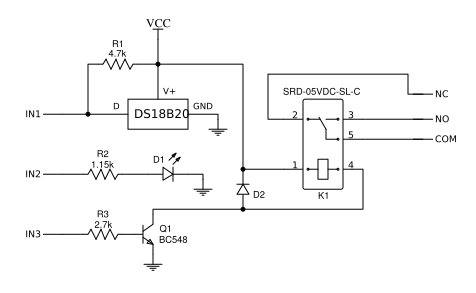 VCC
R1
4.7k
V+
SRD-05VDC-SL-C
NC
IN1
D
DS18B20
GND
2
3
NO
5
COM
R2
1.15k
D1
IN2
1
4
D2
K1
R3
2.7k
Q1
BC548
IN3